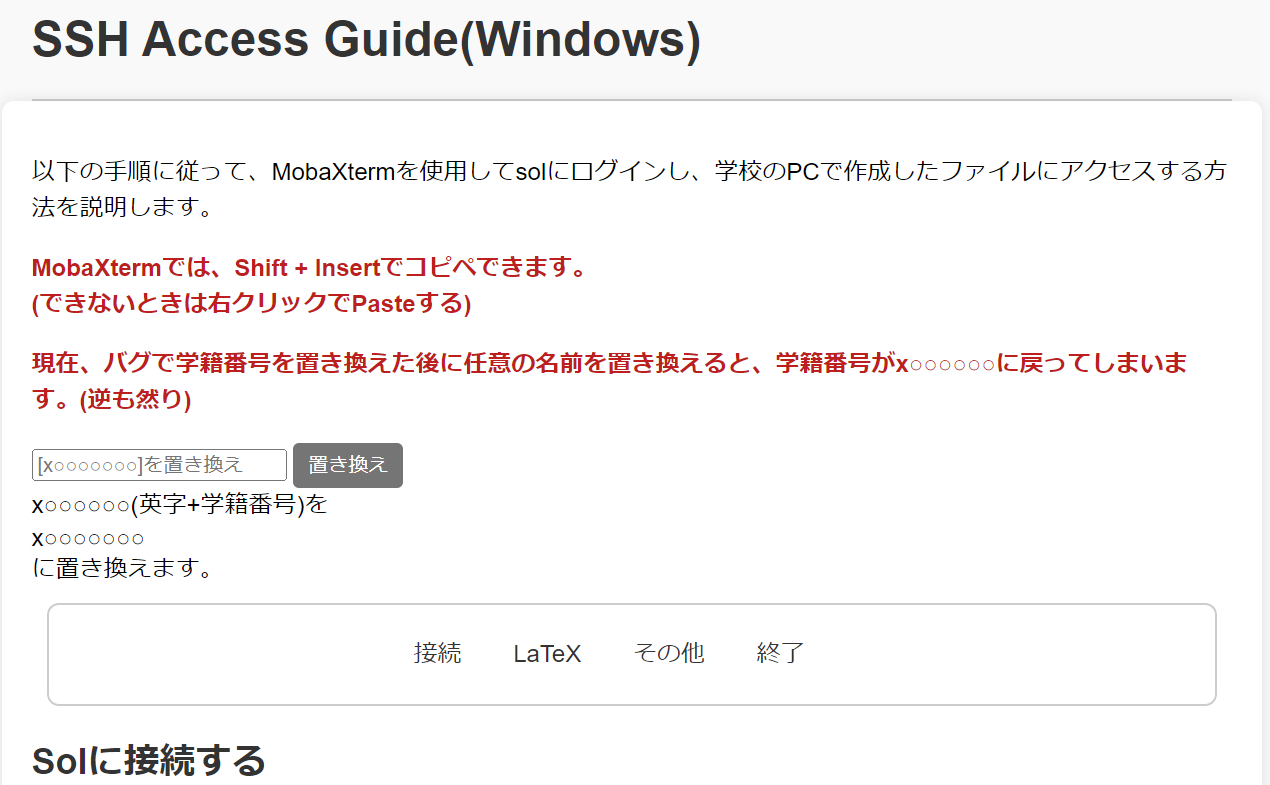 SSH Access Guide(Windows)
以下の手順に従って、MobaXtermを使用してsolにログインし、学校のPCで作成したファイルにアクセスする方
法を説明します。
MobaXtermでは、Shift + Insertでコピペできます。
(できないときは右クリックでPasteする)
現在、バグで学籍番号を置き換えた後に任意の名前を置き換えると、学籍番号がx○○○○○○に戻ってしまいま
す。(逆も然り)
[x○○○○○○○]を置き換え 置き換え
x○○○○○○(英字+学籍番号)を
x○○○○○○○
に置き換えます。
接続 LaTeX その他 終了
Solに接続する